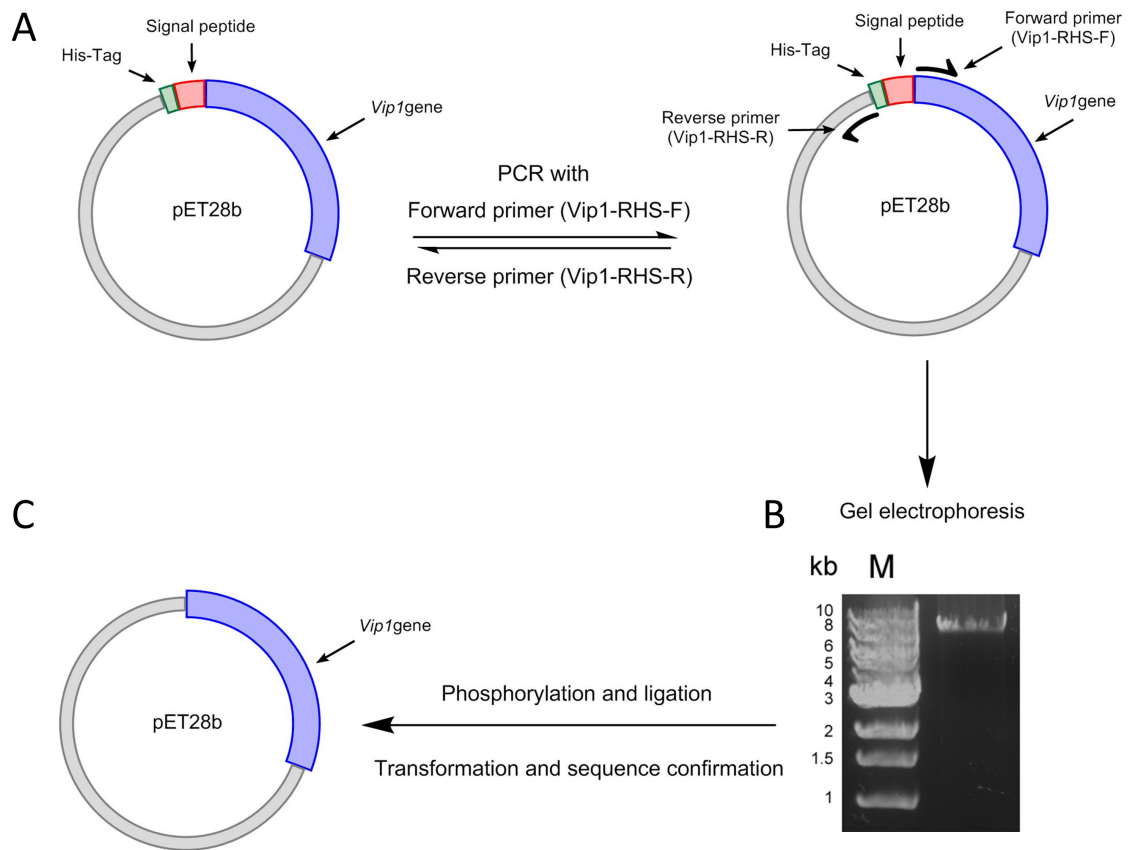 A
Signal peptide
His-Tag
Vip1gene
pET28b
PCR with
Forward primer (Vip1-RHS-F)
Reverse primer (Vip1-RHS-R)
Signal peptide
Forward primer
(Vip1-RHS-F)
His-Tag
Vip1gene
Reverse primer
(Vip1-RHS-R)
pET28b
B
Gel electrophoresis
kb
M
10
8
6
5
4
3
2
1.5
1
C
Vip1gene
pET28b
Phosphorylation and ligation
Transformation and sequence confirmation